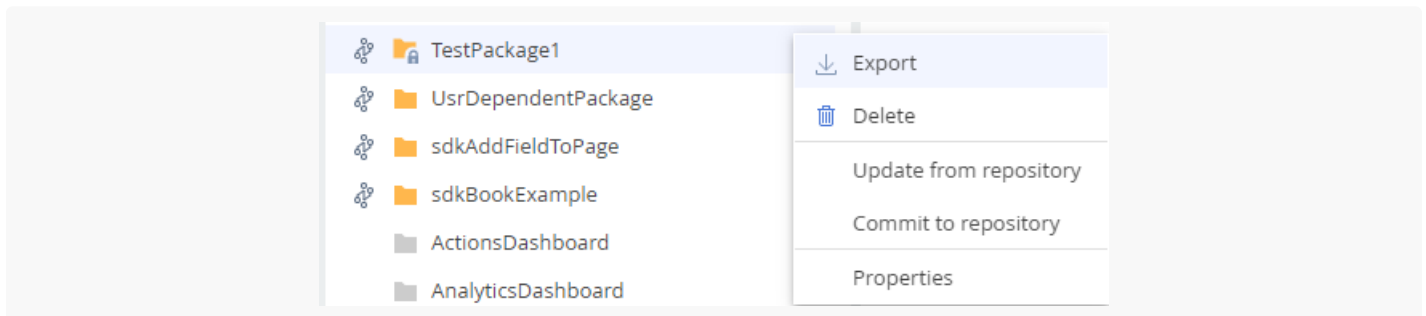 TestPackage1
UsrDependentPackage
sdkAddFieldToPage
sdkBookExample
ActionsDashboard
AnalyticsDashboard
Export
Delete
Update from repository
Commit to repository
Properties